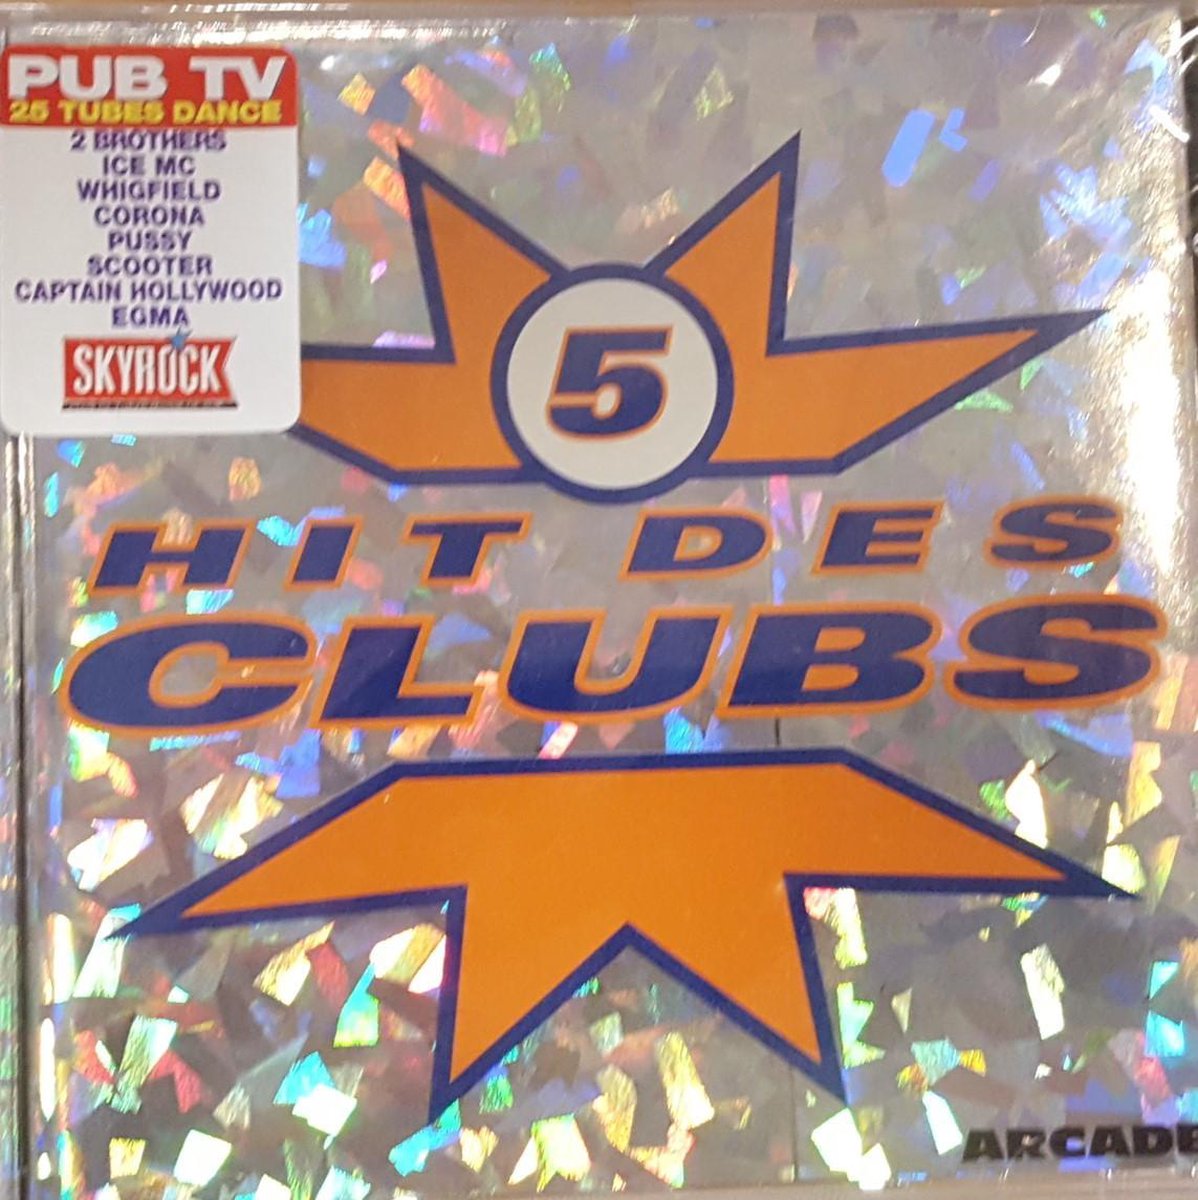 PUB TV
25 TUBES DANCE
2 BROTHERS
ICE MC
WHIGFIELD
CORONA
PUSSY
SCOOTER
CAPTAIN HOLLYWOOD
EGMA
SKYROCK
5
HIT DES
CLUBS
ARCADE